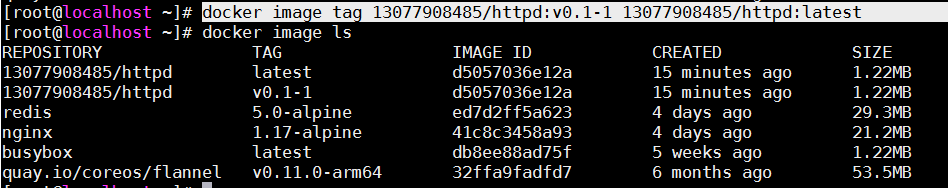 [root@localhost ~]# docker image tag 13077908485/httpd:v0.1-1 13077908485/httpd:latest
[root@localhost ~]# docker image ls
REPOSITORY TAG IMAGE ID CREATED SIZE
13077908485/httpd latest d5057036e12a 15 minutes ago 1.22MB
13077908485/httpd v0.1-1 d5057036e12a 15 minutes ago 1.22MB
redis 5.0-alpine ed7d2ff5a623 4 days ago 29.3MB
nginx 1.17-alpine 41c8c3458a93 4 days ago 21.2MB
busybox latest db8ee88ad75f 5 weeks ago 1.22MB
quay.io/coreos/flannel v0.11.0-arm64 32ffa9fadfd7 6 months ago 53.5MB
[root@localhost ~]#